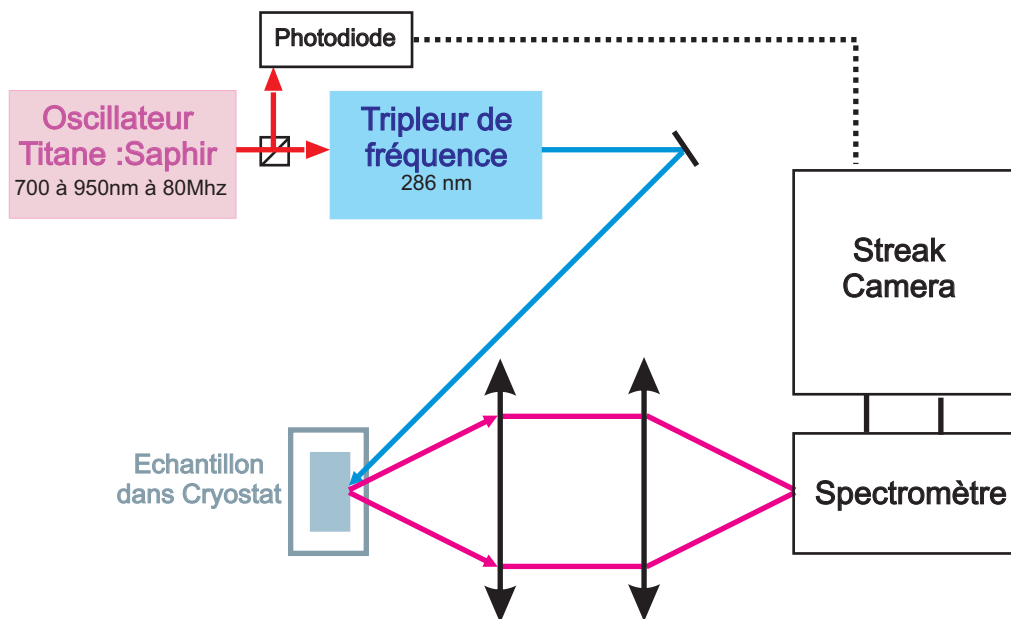 Photodiode
Oscillateur
Titane :Saphir
700 à 950nm à 80Mhz
Tripleur de
fréquence
286 nm
Streak
Camera
Echantillon
dans Cryostat
Spectromètre